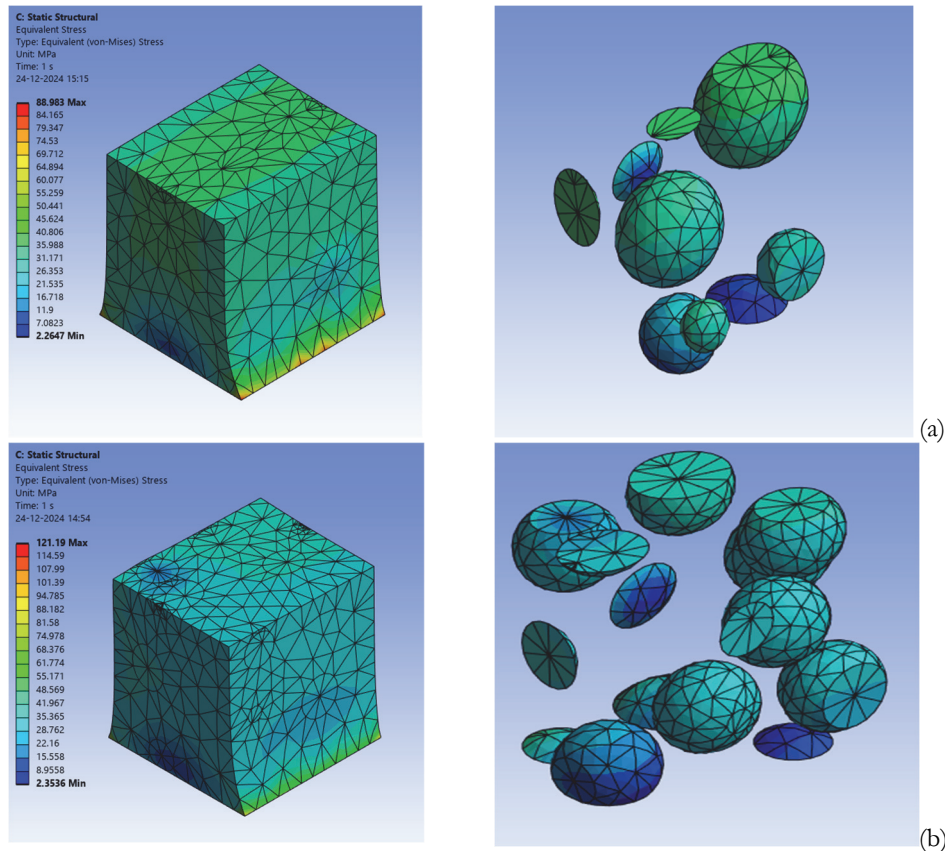 C: Static Structural
Equivalent Stress
Type: Equivalent (von-Mises) Stress
Unit: MPa
Time: 1 s
24-12-2024 15:15
88.983 Max
84.165
79.347
74.53
69.712
64.894
60.077
55.259
50.441
45.624
40.806
35.988
31.171
26.353
21.535
16.718
11.9
7.0823
2.2647 Min
(a)
C: Static Structural
Equivalent Stress
Type: Equivalent (von-Mises) Stress
Unit: MPa
Time: 1 s
24-12-2024 14:54
121.19 Max
114.59
107.99
101.39
94.785
88.182
81.58
74.978
68.376
61.774
55.171
48.569
41.967
35.365
28.762
22.16
15.558
8.9558
2.3536 Min
(b)